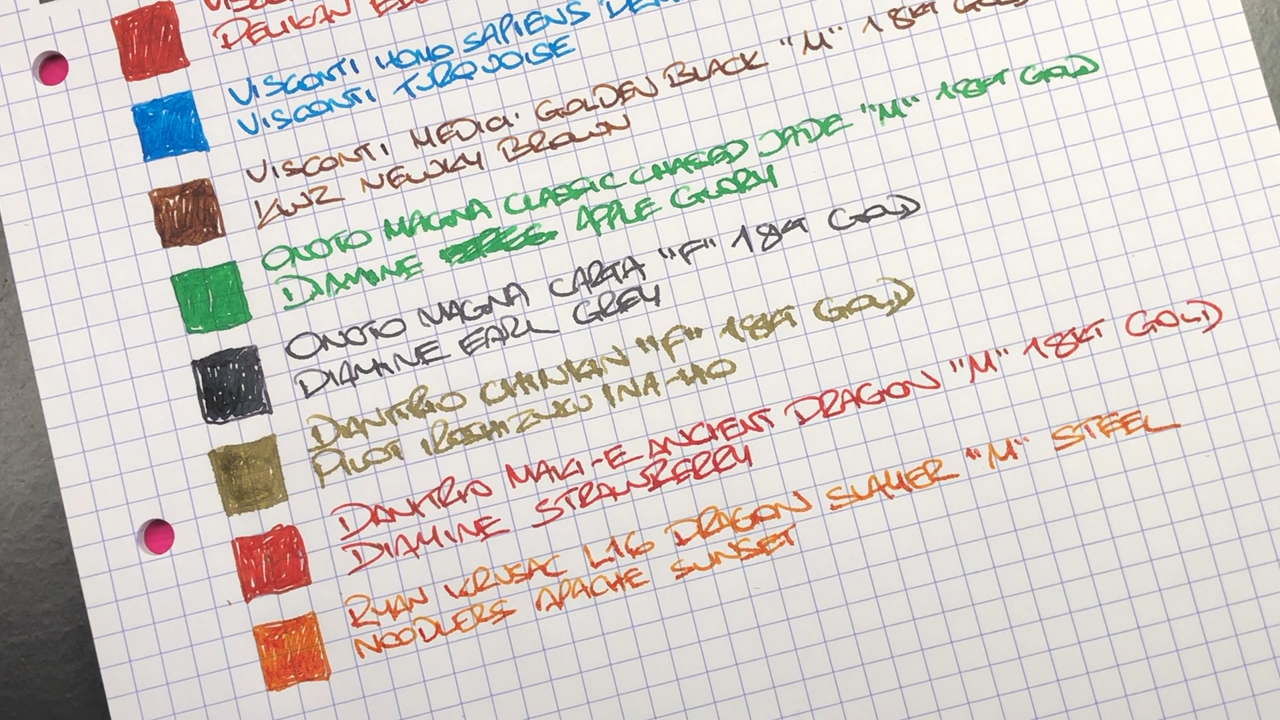 PELIKAN
VISCONTI HOMO SAPIENS
VISCONTI TURQUOISE
VISCONTI MEDICI GOLDEN BLACK "M" 18KT GOLD
KWZ NEWKY BROWN
ONOTO MAGNA CLASSIC CHASED JADE "M" 18KT GOLD
DIAMINE APPLE GLORY
ONOTO MAGNA CARTA "F" 18KT GOLD
DIAMINE EARL GREY
DANITRIO CHINKIN "F" 18KT GOLD
PILOT IROSHIZUKU INA-HO
DANITRIO MAKI-E ANCIENT DRAGON "M" 18KT GOLD
DIAMINE STRAWBERRY
RYAN KRUSAC L16 DRAGON SLAYER "M" STEEL
NOODLERS APACHE SUNSET